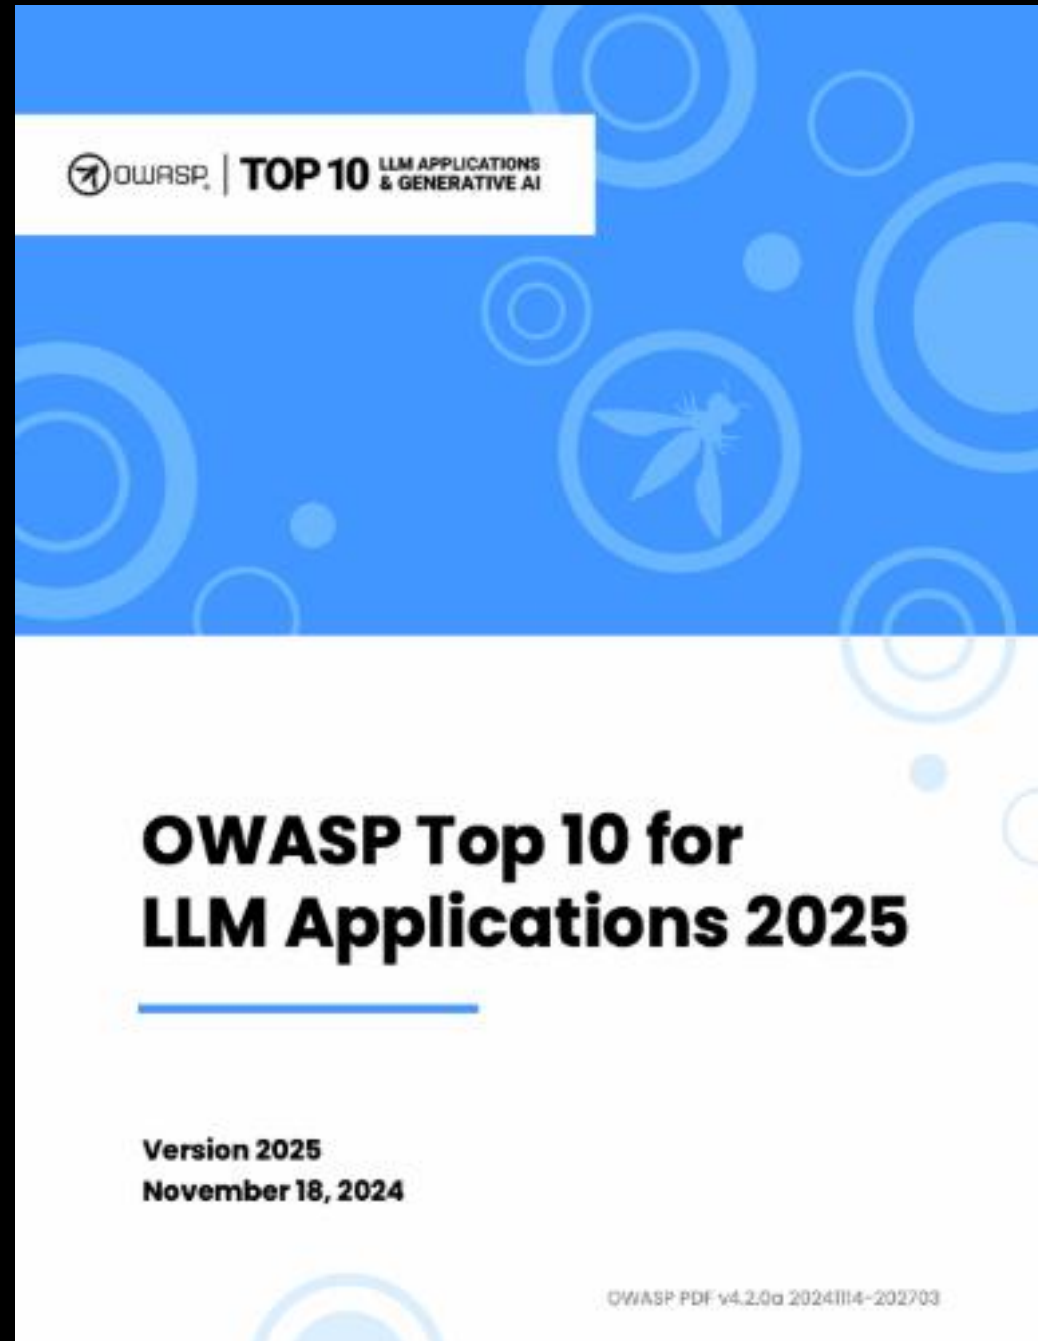 OWASP. | TOP 10 LLM APPLICATIONS
& GENERATIVE AI
OWASP Top 10 for
LLM Applications 2025
Version 2025
November 18, 2024
OWASP PDF v4.2.0a 20241114-202703